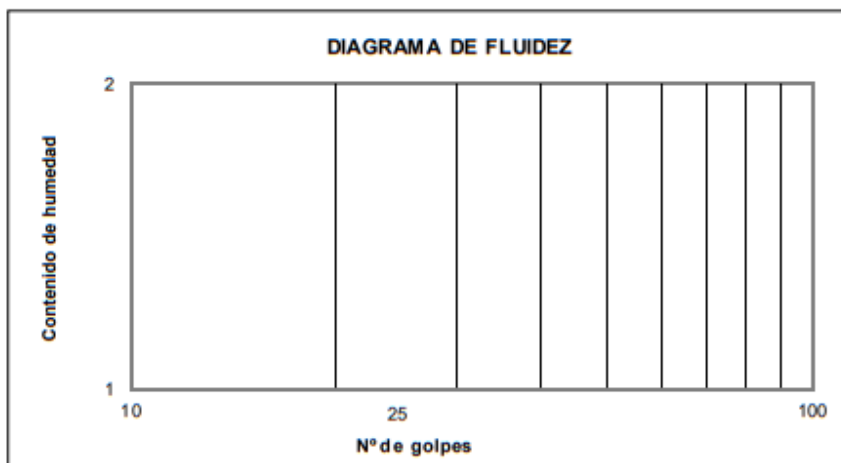 DIAGRAMA DE FLUIDEZ
2
Contenido de humedad
1
10
25
100
Nº de golpes